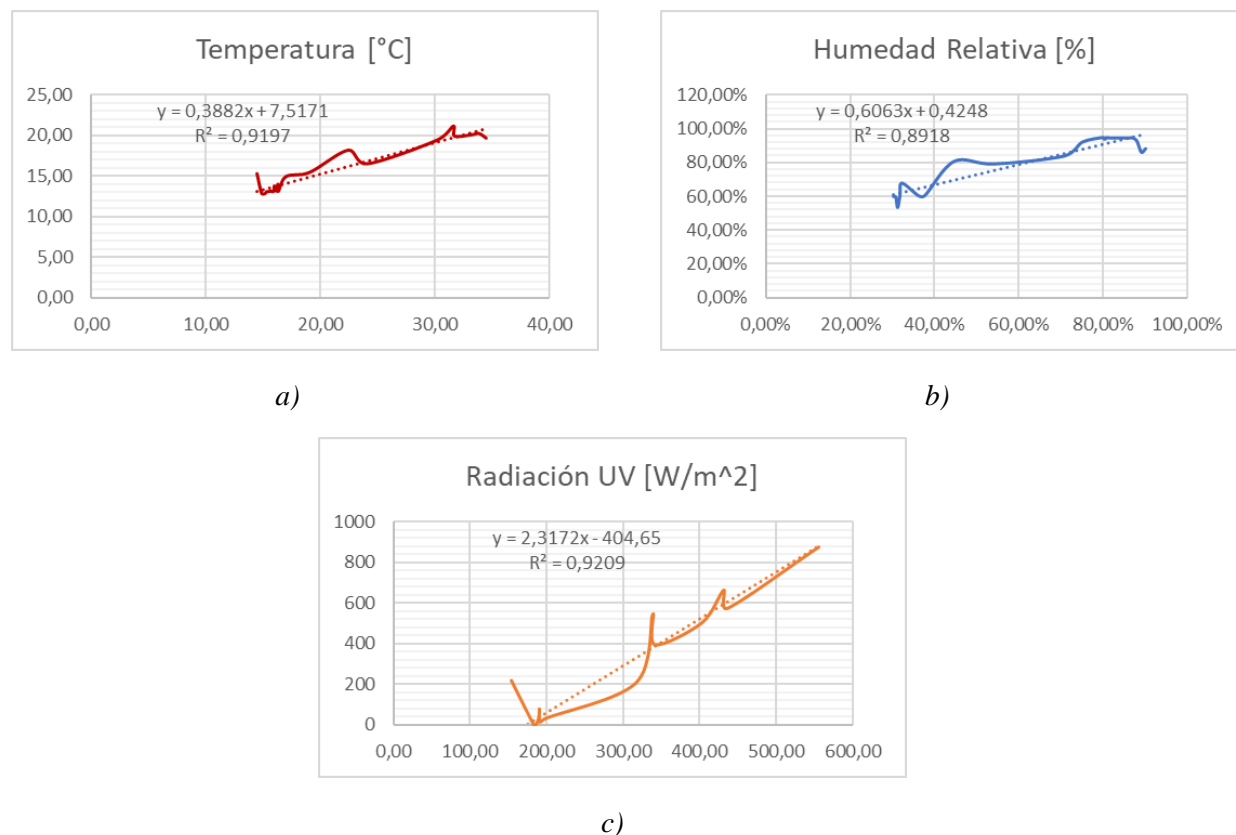 Temperatura [°C]
y = 0,3882x + 7,5171
R² = 0,9197
25,00
20,00
15,00
10,00
5,00
0,00
0,00 10,00 20,00 30,00 40,00
a)
Humedad Relativa [%]
y = 0,6063x + 0,4248
R² = 0,8918
120,00%
100,00%
80,00%
60,00%
40,00%
20,00%
0,00%
0,00% 20,00% 40,00% 60,00% 80,00% 100,00%
b)
Radiación UV [W/m^2]
y = 2,3172x - 404,65
R² = 0,9209
1000
800
600
400
200
0
0,00 100,00 200,00 300,00 400,00 500,00 600,00
c)